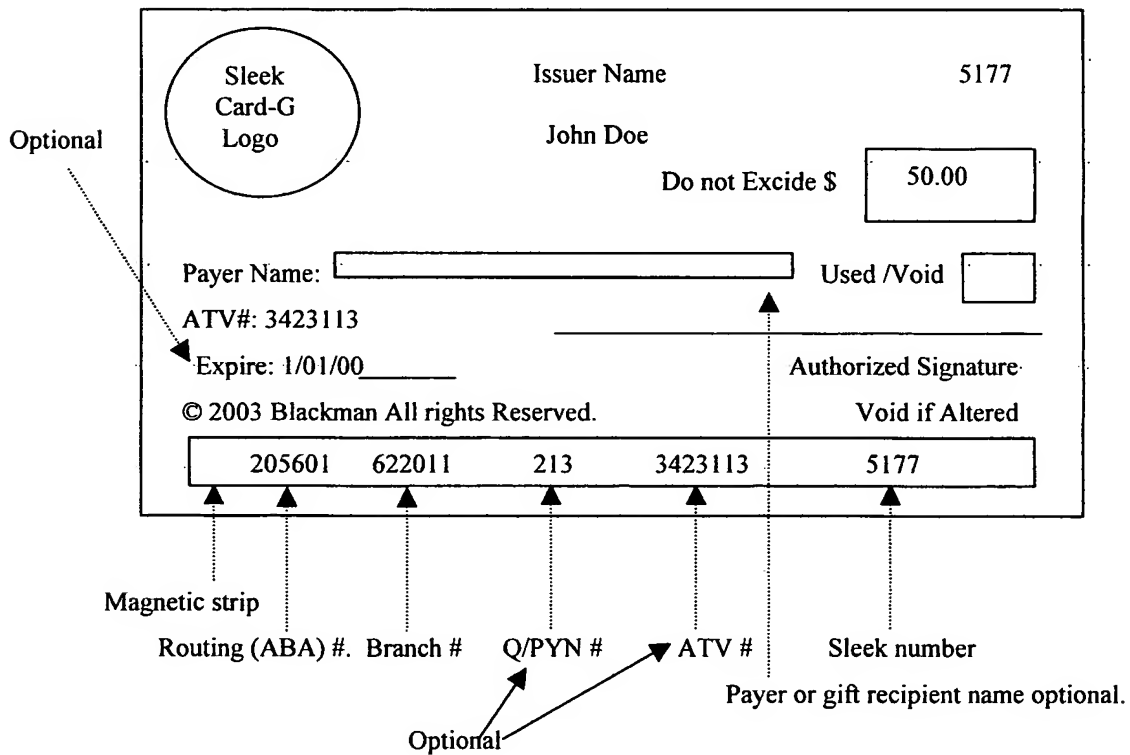 Sleek
Card-G
Logo
Issuer Name 5177
John Doe
Optional
Do not Excide $ 50.00
Payer Name: Used /Void
ATV#: 3423113
Expire: 1/01/00
Authorized Signature
© 2003 Blackman All rights Reserved. Void if Altered
205601 622011 213 3423113 5177
Magnetic strip
Routing (ABA) #. Branch # Q/PYN # ATV # Sleek number
Payer or gift recipient name optional.
Optional